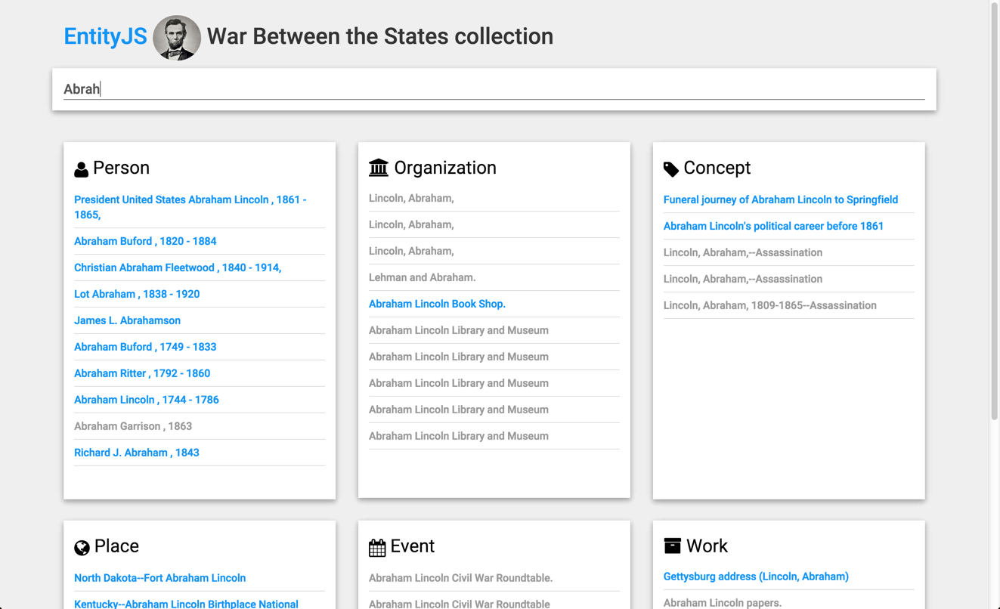 EntityJS War Between the States collection
Abrah
Person
President United States Abraham Lincoln , 1861 -
1865,
Abraham Buford , 1820 - 1884
Christian Abraham Fleetwood , 1840 - 1914,
Lot Abraham , 1838 - 1920
James L. Abrahamson
Abraham Buford , 1749 - 1833
Abraham Ritter , 1792 - 1860
Abraham Lincoln , 1744 - 1786
Abraham Garrison , 1863
Richard J. Abraham , 1843
Organization
Lincoln, Abraham,
Lincoln, Abraham,
Lincoln, Abraham,
Lehman and Abraham.
Abraham Lincoln Book Shop.
Abraham Lincoln Library and Museum
Abraham Lincoln Library and Museum
Abraham Lincoln Library and Museum
Abraham Lincoln Library and Museum
Abraham Lincoln Library and Museum
Concept
Funeral journey of Abraham Lincoln to Springfield
Abraham Lincoln's political career before 1861
Lincoln, Abraham,--Assassination
Lincoln, Abraham,--Assassination
Lincoln, Abraham, 1809-1865--Assassination
Place
North Dakota--Fort Abraham Lincoln
Kentucky--Abraham Lincoln Birthplace National
Event
Abraham Lincoln Civil War Roundtable.
Abraham Lincoln Civil War Roundtable
Work
Gettysburg address (Lincoln, Abraham)
Abraham Lincoln papers.